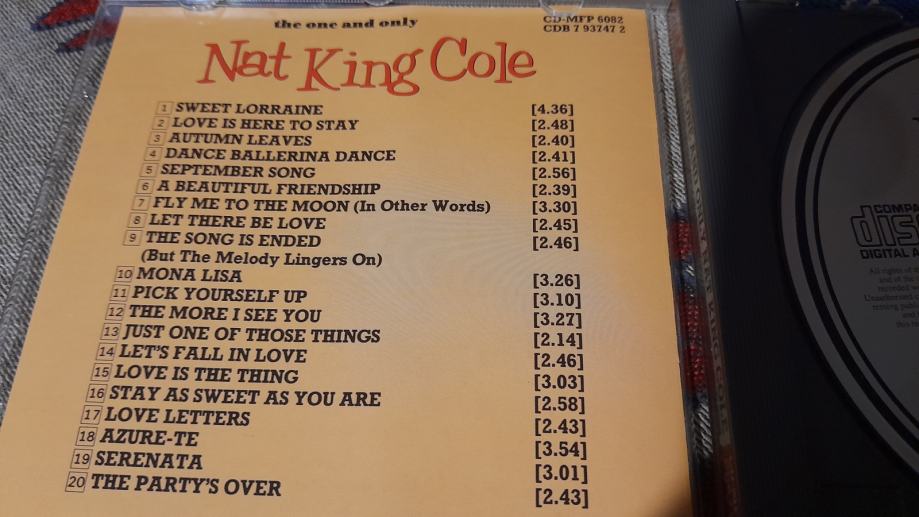 the one and only
CD-MFP 6082
CDB 7 93747 2
Nat King Cole
1 SWEET LORRAINE [4.36]
2 LOVE IS HERE TO STAY [2.48]
3 AUTUMN LEAVES [2.40]
4 DANCE BALLERINA DANCE [2.41]
5 SEPTEMBER SONG [2.56]
6 A BEAUTIFUL FRIENDSHIP [2.39]
7 FLY ME TO THE MOON (In Other Words) [3.30]
8 LET THERE BE LOVE [2.45]
9 THE SONG IS ENDED [2.46]
(But The Melody Lingers On)
10 MONA LISA [3.26]
11 PICK YOURSELF UP [3.10]
12 THE MORE I SEE YOU [3.27]
13 JUST ONE OF THOSE THINGS [2.14]
14 LET'S FALL IN LOVE [2.46]
15 LOVE IS THE THING [3.03]
16 STAY AS SWEET AS YOU ARE [2.58]
17 LOVE LETTERS [2.43]
18 AZURE-TE [3.54]
19 SERENATA [3.01]
20 THE PARTY'S OVER [2.43]
DIGITAL
All rights of